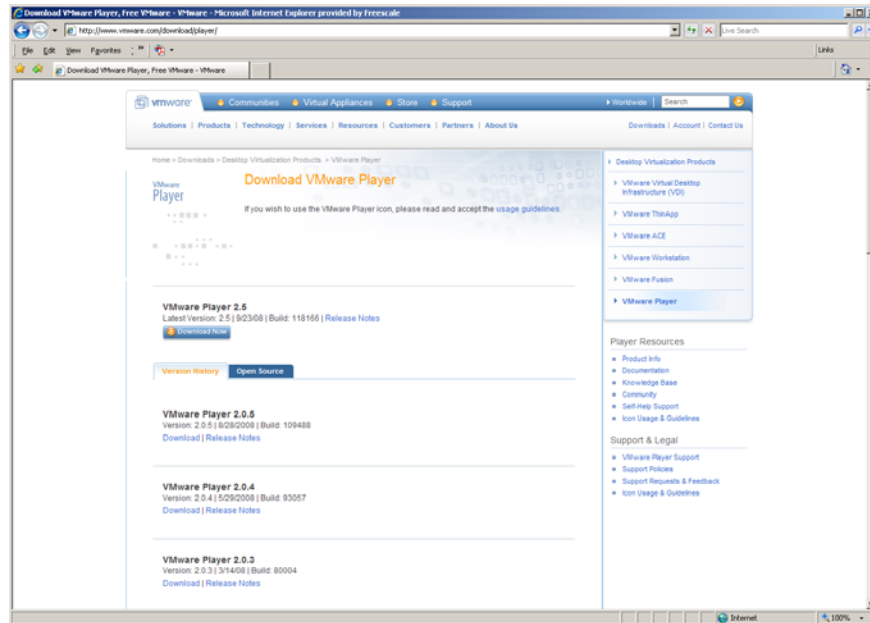 Download VMware Player, Free VMware - VMware - Microsoft Internet Explorer provided by Freescale
http://www.vmware.com/download/player/
Live Search
File Edit View Favorites
Links
Download VMware Player, Free VMware - VMware
vmware Communities Virtual Appliances Store Support Worldwide Search
Solutions | Products | Technology | Services | Resources | Customers | Partners | About Us Downloads | Account | Contact Us
Home > Downloads > Desktop Virtualization Products > VMware Player
VMware
Player
Download VMware Player
If you wish to use the VMware Player icon, please read and accept the usage guidelines.
VMware Player 2.5
Latest Version: 2.5 | 9/23/08 | Build: 118166 | Release Notes
Download Now
Version History Open Source
VMware Player 2.0.5
Version: 2.0.5 | 8/28/2008 | Build: 109488
Download | Release Notes
VMware Player 2.0.4
Version: 2.0.4 | 5/29/2008 | Build: 93057
Download | Release Notes
VMware Player 2.0.3
Version: 2.0.3 | 3/14/08 | Build: 80004
Download | Release Notes
Desktop Virtualization Products
VMware Virtual Desktop
Infrastructure (VDI)
VMware ThinApp
VMware ACE
VMware Workstation
VMware Fusion
VMware Player
Player Resources
Product Info
Documentation
Knowledge Base
Community
Self-Help Support
Icon Usage & Guidelines
Support & Legal
VMware Player Support
Support Policies
Support Requests & Feedback
Icon Usage & Guidelines
Internet
100%